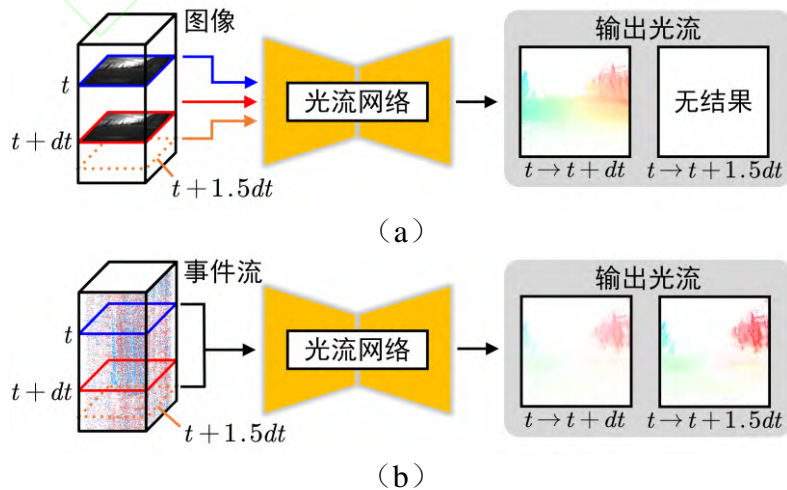 图像
输出光流
t
光流网络
无结果
t + dt
t + 1.5dt
t → t + dt
t → t + 1.5dt
（a）
事件流
输出光流
t
光流网络
t + dt
t + 1.5dt
t → t + dt
t → t + 1.5dt
（b）